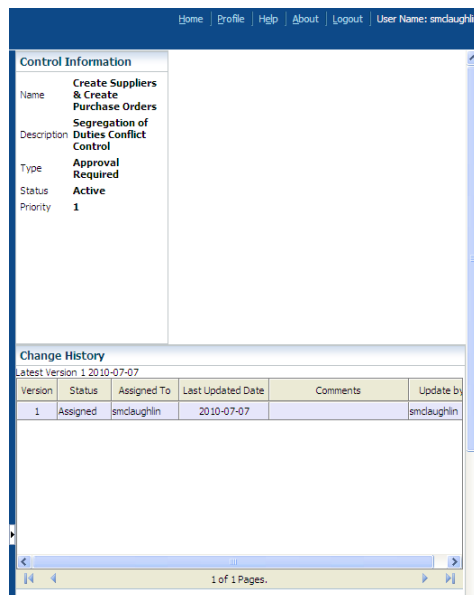 Home Profile Help About Logout User Name: smclaughli
Control Information
Name Create Suppliers
& Create
Purchase Orders
Description Segregation of
Duties Conflict
Control
Type Approval
Required
Status Active
Priority 1
Change History
Latest Version 1 2010-07-07
Version Status Assigned To Last Updated Date Comments Update by
1 Assigned smclaughlin 2010-07-07 smclaughlin
1 of 1 Pages.